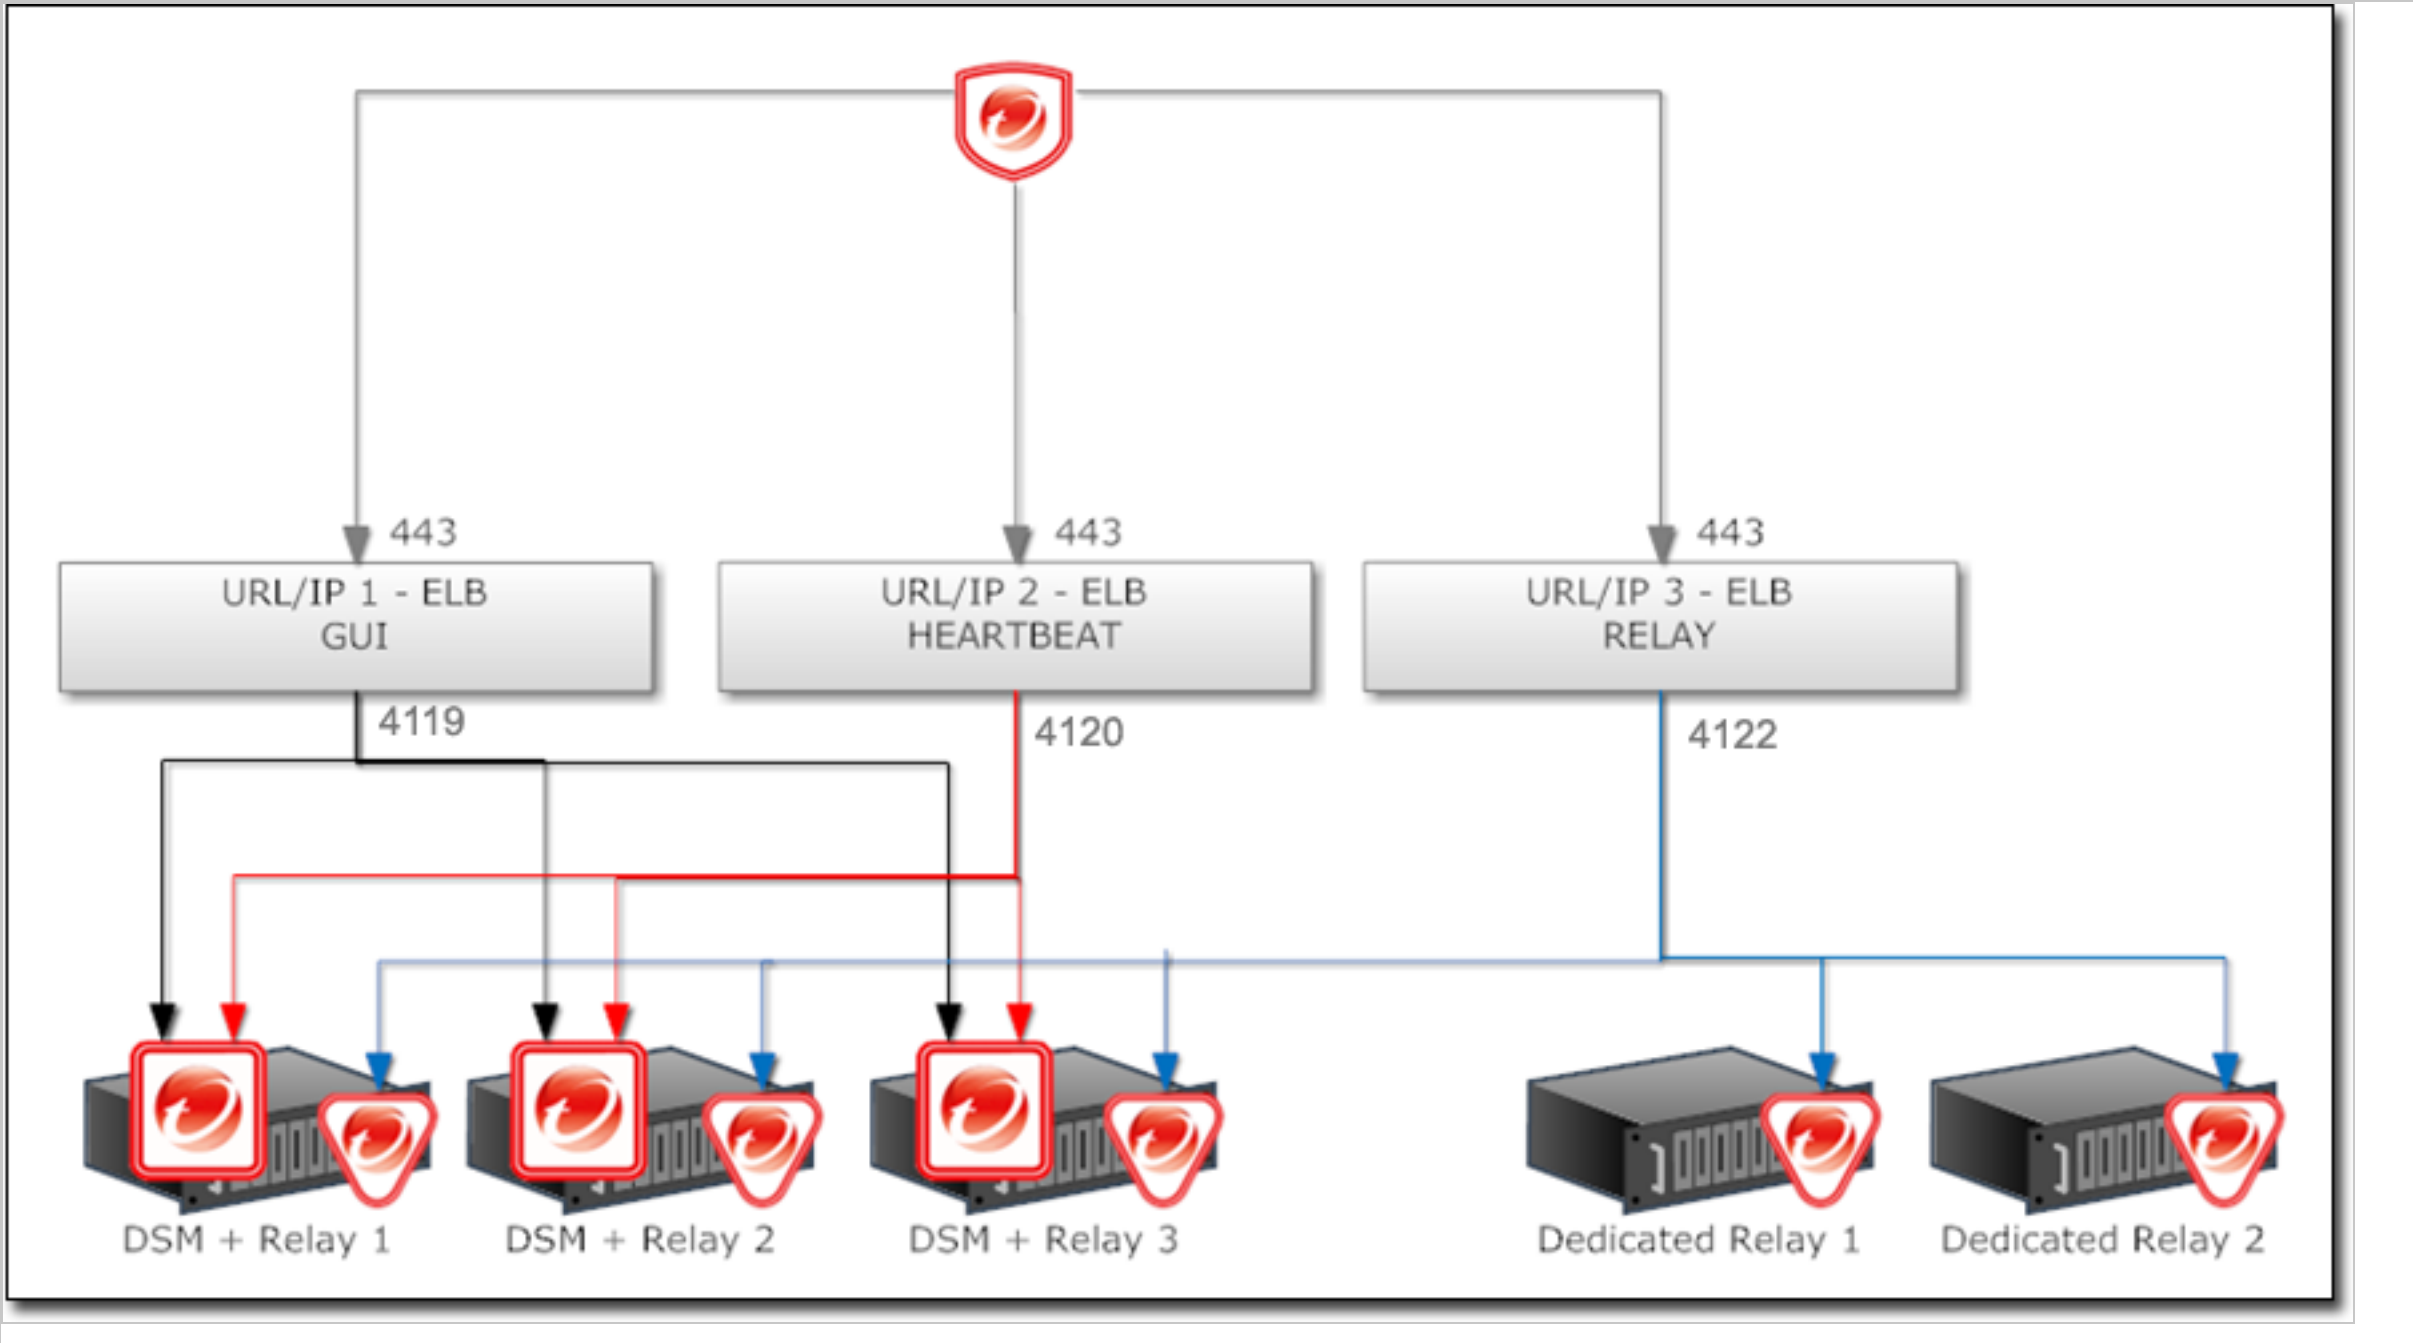 443
443
443
URL/IP 1 - ELB
GUI
URL/IP 2 - ELB
HEARTBEAT
URL/IP 3 - ELB
RELAY
4119
4120
4122
DSM + Relay 1
DSM + Relay 2
DSM + Relay 3
Dedicated Relay 1
Dedicated Relay 2